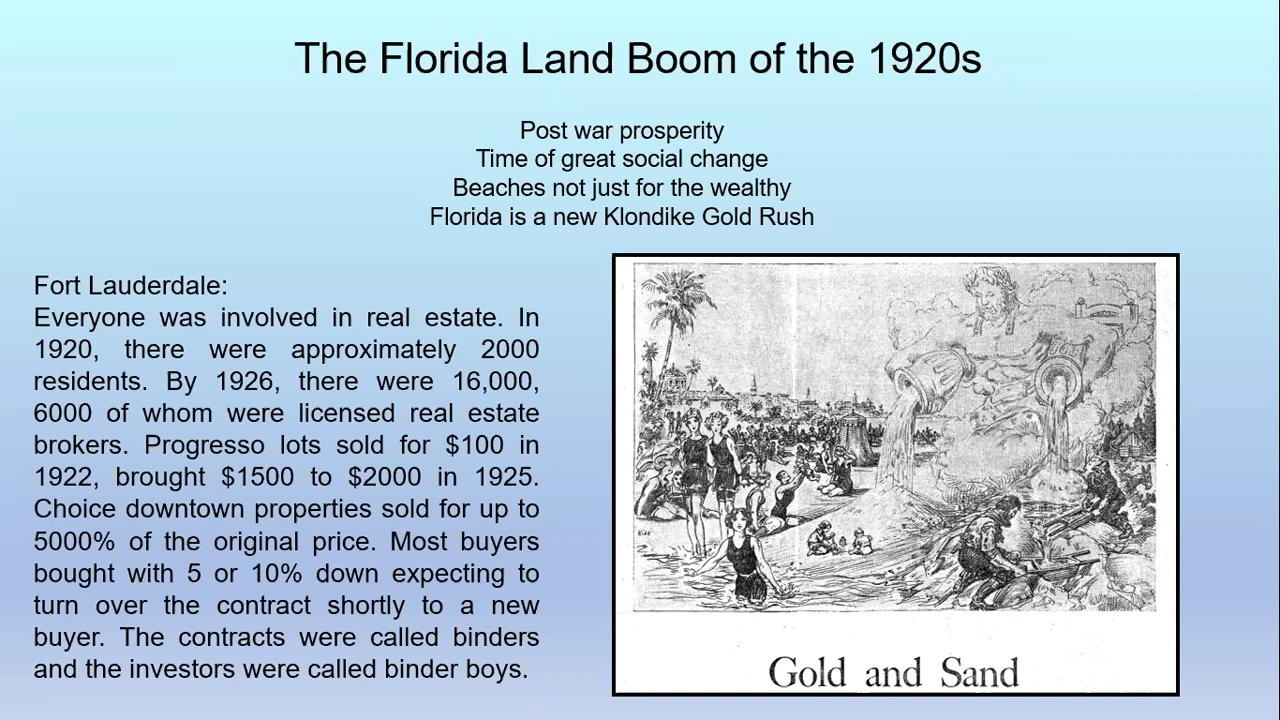 The Florida Land Boom of the 1920s
Post war prosperity
Time of great social change
Beaches not just for the wealthy
Florida is a new Klondike Gold Rush
Fort Lauderdale:
Everyone was involved in real estate. In
1920, there were approximately 2000
residents. By 1926, there were 16,000,
6000 of whom were licensed real estate
brokers. Progresso lots sold for $100 in
1922, brought $1500 to $2000 in 1925.
Choice downtown properties sold for up to
5000% of the original price. Most buyers
bought with 5 or 10% down expecting to
turn over the contract shortly to a new
buyer. The contracts were called binders
and the investors were called binder boys.
Gold and Sand